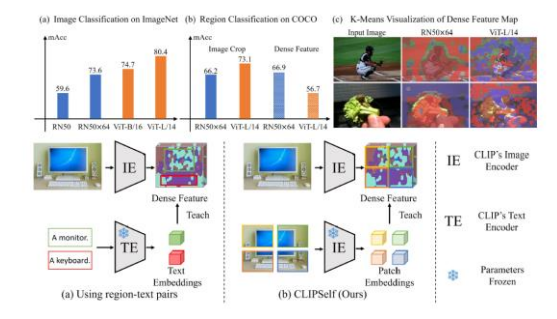 (a) Image Classification on ImageNet
(b) Region Classification on COCO
(c) K-Means Visualization of Dense Feature Map
mAcc
59.6
73.6
74.7
80.4
RN50 RN50×64 ViT-B/16 ViT-L/14
mAcc
Image Crop
Dense Feature
66.2
73.1
66.9
56.7
RN50×64 ViT-L/14 RN50×64 ViT-L/14
Input Image RN50×64 ViT-L/14
IE
Dense Feature
Teach
A monitor.
A keyboard.
TE
Text
Embeddings
(a) Using region-text pairs
IE
Dense Feature
Teach
IE
Patch
Embeddings
(b) CLIPSelf (Ours)
IE
CLIP's Image
Encoder
TE
CLIP's Text
Encoder
Parameters
Frozen